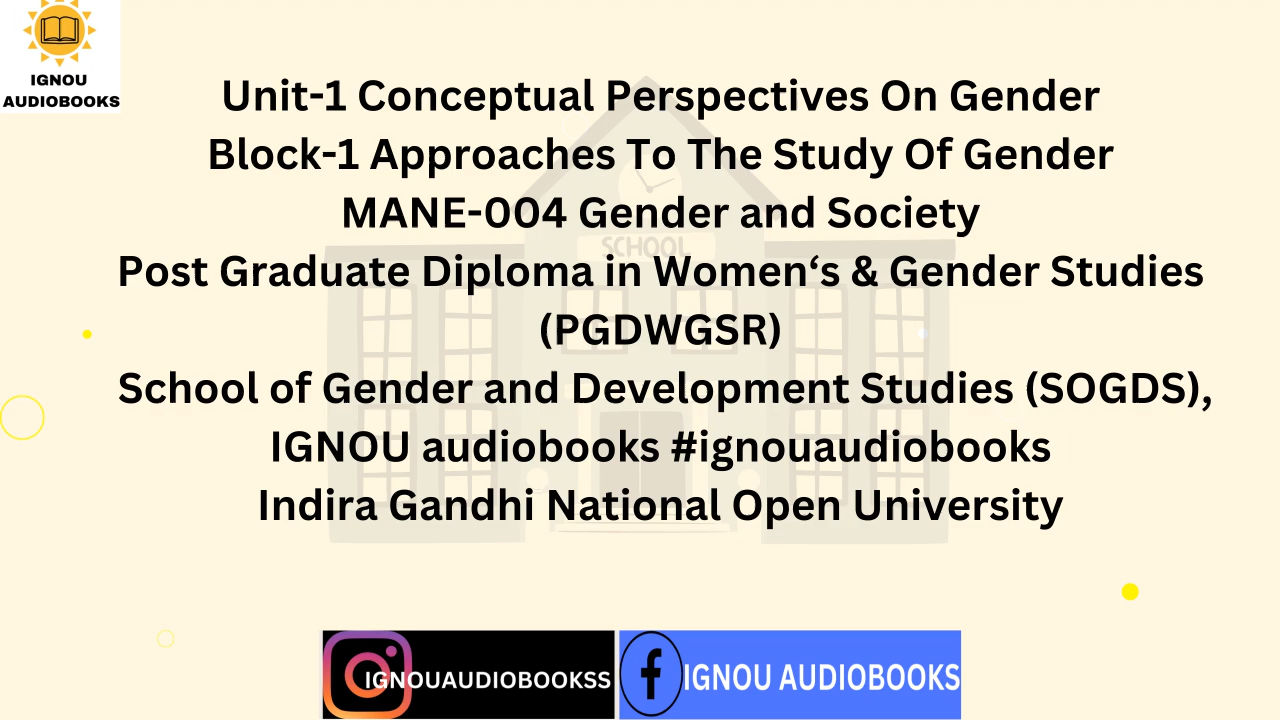 IGNOU
AUDIOBOOKS
Unit-1 Conceptual Perspectives On Gender
Block-1 Approaches To The Study Of Gender
MANE-004 Gender and Society
SCHOOL
Post Graduate Diploma in Women‘s & Gender Studies
(PGDWGSR)
School of Gender and Development Studies (SOGDS),
IGNOU audiobooks #ignouaudiobooks
Indira Gandhi National Open University
IGNOUAUDIOBOOKSS
IGNOU AUDIOBOOKS